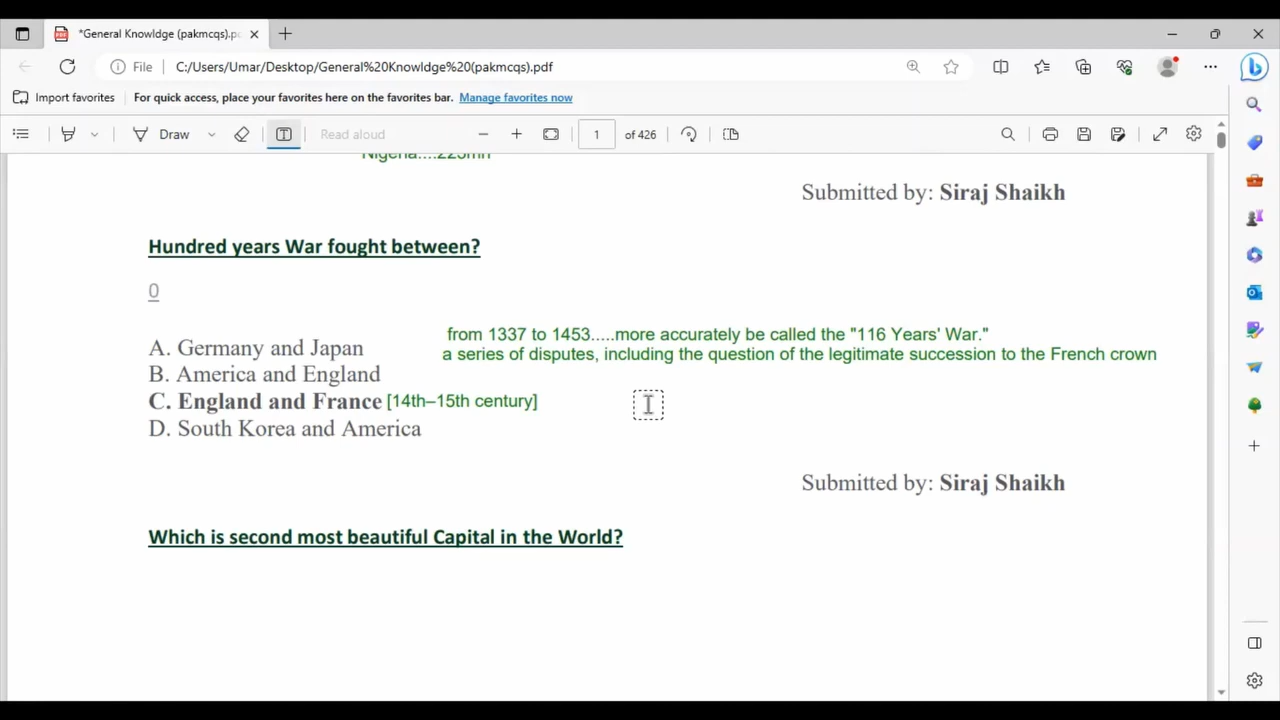 *General Knowldge (pakmcqs).pd
File C:/Users/Umar/Desktop/General%20Knowldge%20(pakmcqs).pdf
Import favorites For quick access, place your favorites here on the favorites bar. Manage favorites now
Draw Read aloud 1 of 426
Nigeria....223mn
Submitted by: Siraj Shaikh
Hundred years War fought between?
0
from 1337 to 1453.....more accurately be called the "116 Years' War."
a series of disputes, including the question of the legitimate succession to the French crown
A. Germany and Japan
B. America and England
C. England and France [14th–15th century]
D. South Korea and America
Submitted by: Siraj Shaikh
Which is second most beautiful Capital in the World?